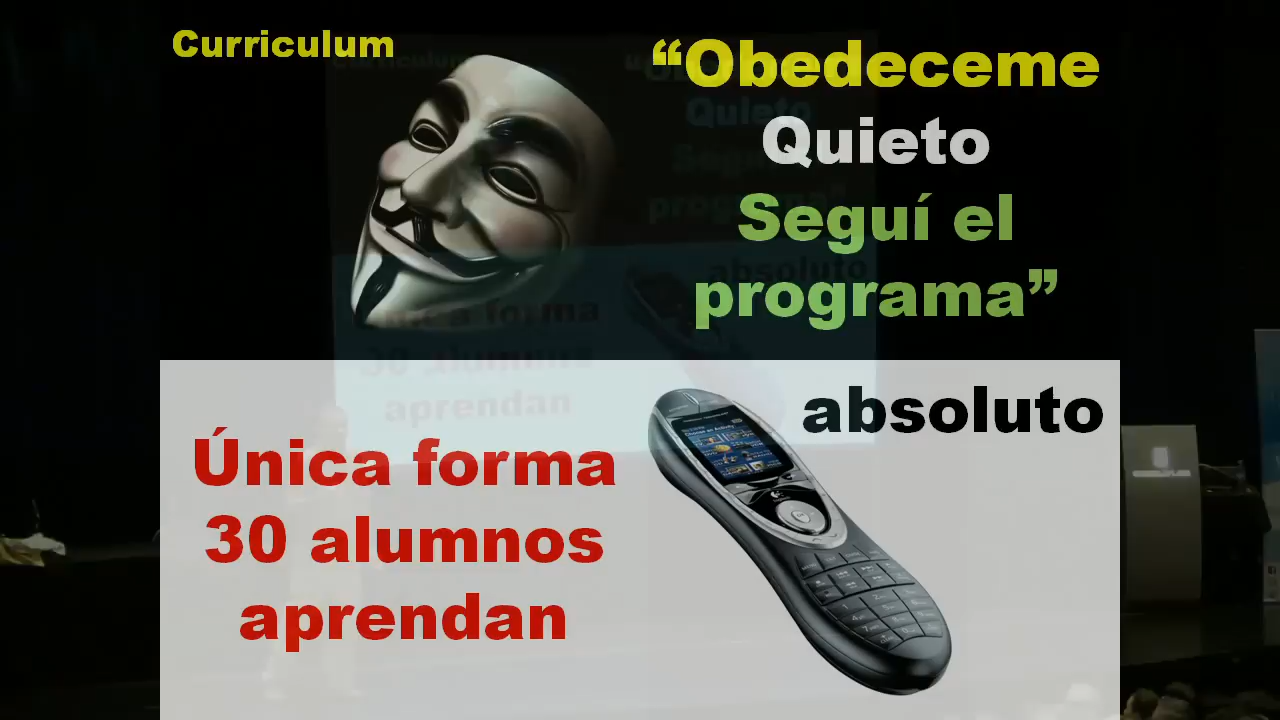 Curriculum
“Obedeceme
Quieto
Seguí el
programa”
absoluto
Única forma
30 alumnos
aprendan